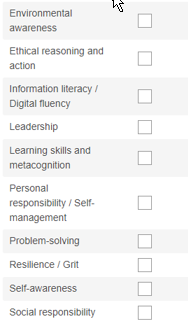 Environmental
awareness
Ethical reasoning and
action
Information literacy /
Digital fluency
Leadership
Learning skills and
metacognition
Personal
responsibility / Self-
management
Problem-solving
Resilience / Grit
Self-awareness
Social responsibility